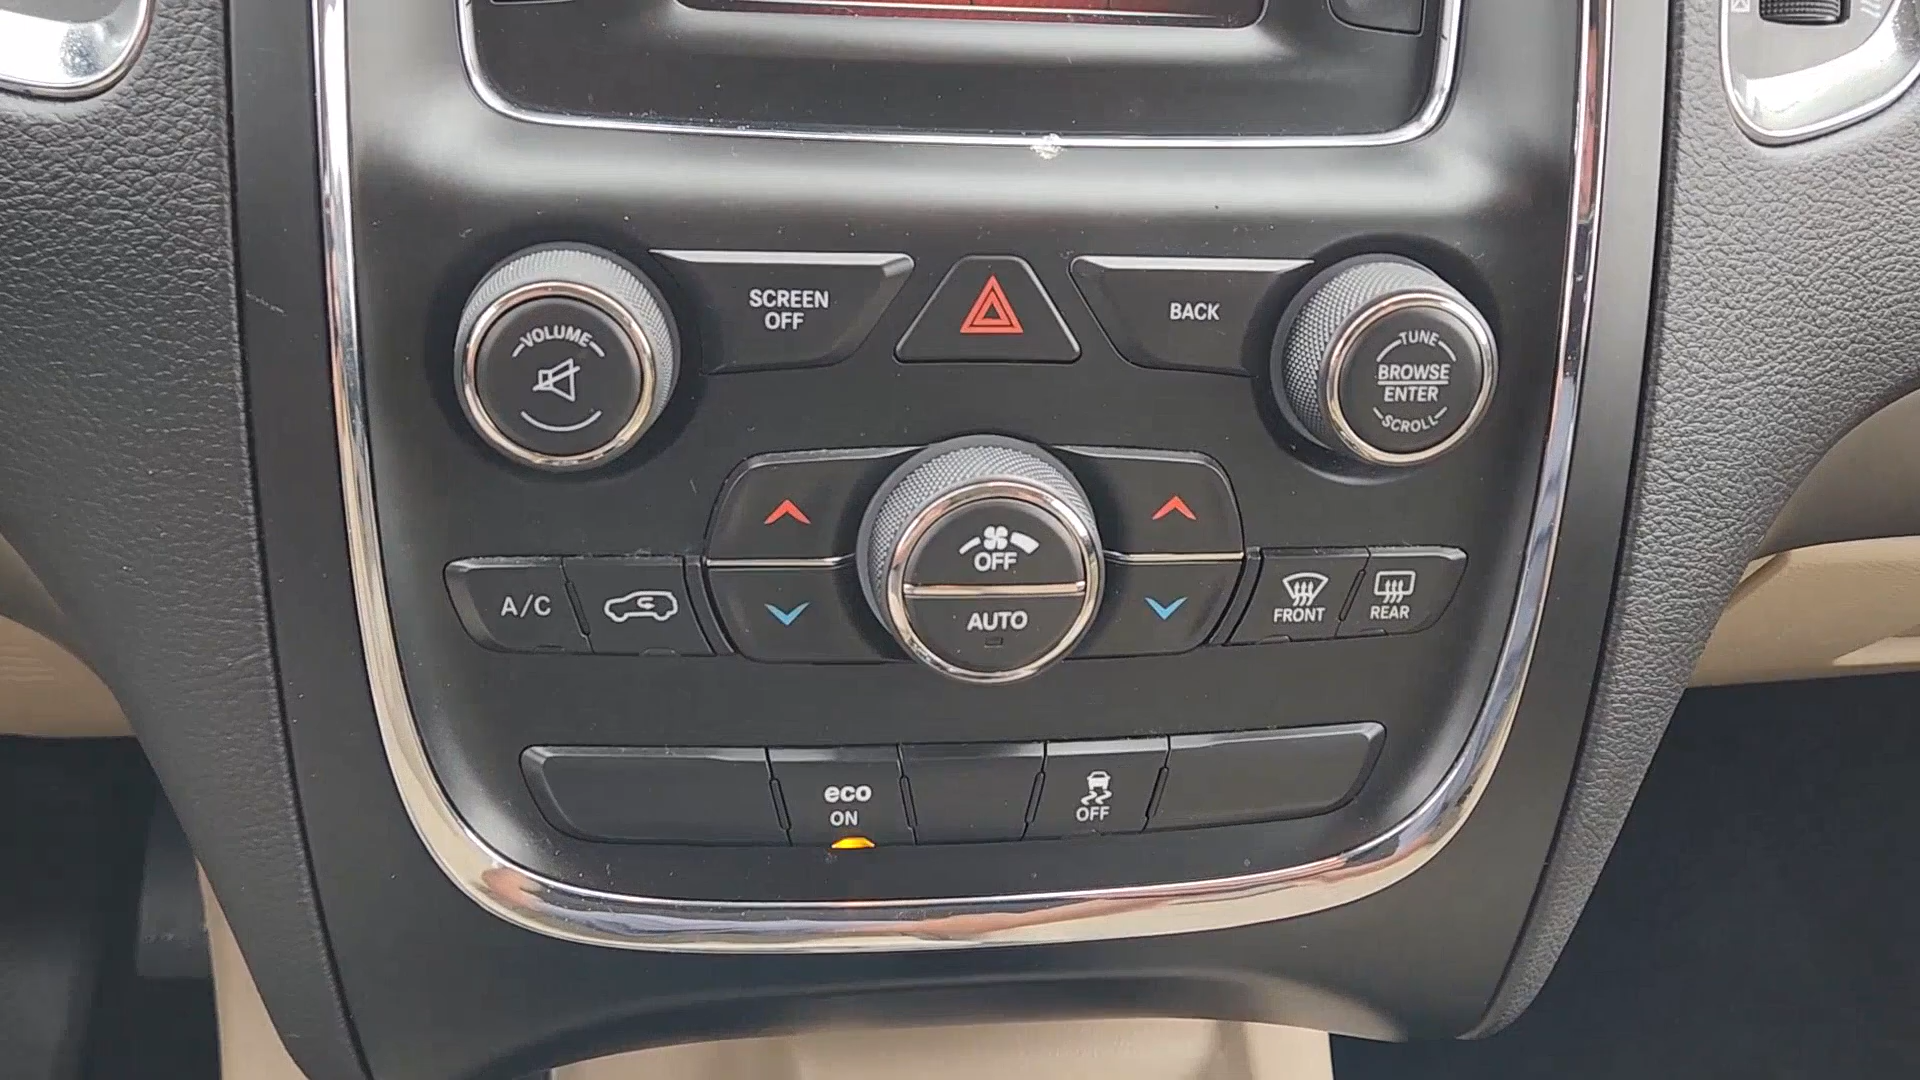 SCREEN
OFF
BACK
VOLUME
TUNE
BROWSE
ENTER
SCROLL
OFF
AUTO
A/C
FRONT
REAR
eco
ON
OFF